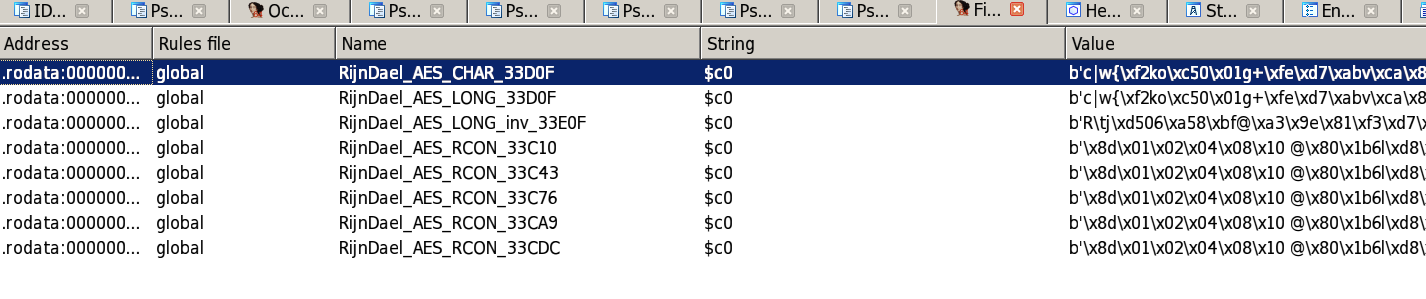 ID... Ps... Oc... Ps... Ps... Ps... Ps... Ps... Fi... He... St... En...
Address Rules file Name String Value
.rodata:000000... global RijnDael_AES_CHAR_33D0F $c0 b'c|w{\xf2ko\xc50\x01g+\xfe\xd7\xabv\xca\x8
.rodata:000000... global RijnDael_AES_LONG_33D0F $c0 b'c|w{\xf2ko\xc50\x01g+\xfe\xd7\xabv\xca\x8
.rodata:000000... global RijnDael_AES_LONG_inv_33E0F $c0 b'R\tj\xd506\xa58\xbf@\xa3\x9e\x81\xf3\xd7\x
.rodata:000000... global RijnDael_AES_RCON_33C10 $c0 b'\x8d\x01\x02\x04\x08\x10 @\x80\x1b6l\xd8\
.rodata:000000... global RijnDael_AES_RCON_33C43 $c0 b'\x8d\x01\x02\x04\x08\x10 @\x80\x1b6l\xd8\
.rodata:000000... global RijnDael_AES_RCON_33C76 $c0 b'\x8d\x01\x02\x04\x08\x10 @\x80\x1b6l\xd8\
.rodata:000000... global RijnDael_AES_RCON_33CA9 $c0 b'\x8d\x01\x02\x04\x08\x10 @\x80\x1b6l\xd8\
.rodata:000000... global RijnDael_AES_RCON_33CDC $c0 b'\x8d\x01\x02\x04\x08\x10 @\x80\x1b6l\xd8\